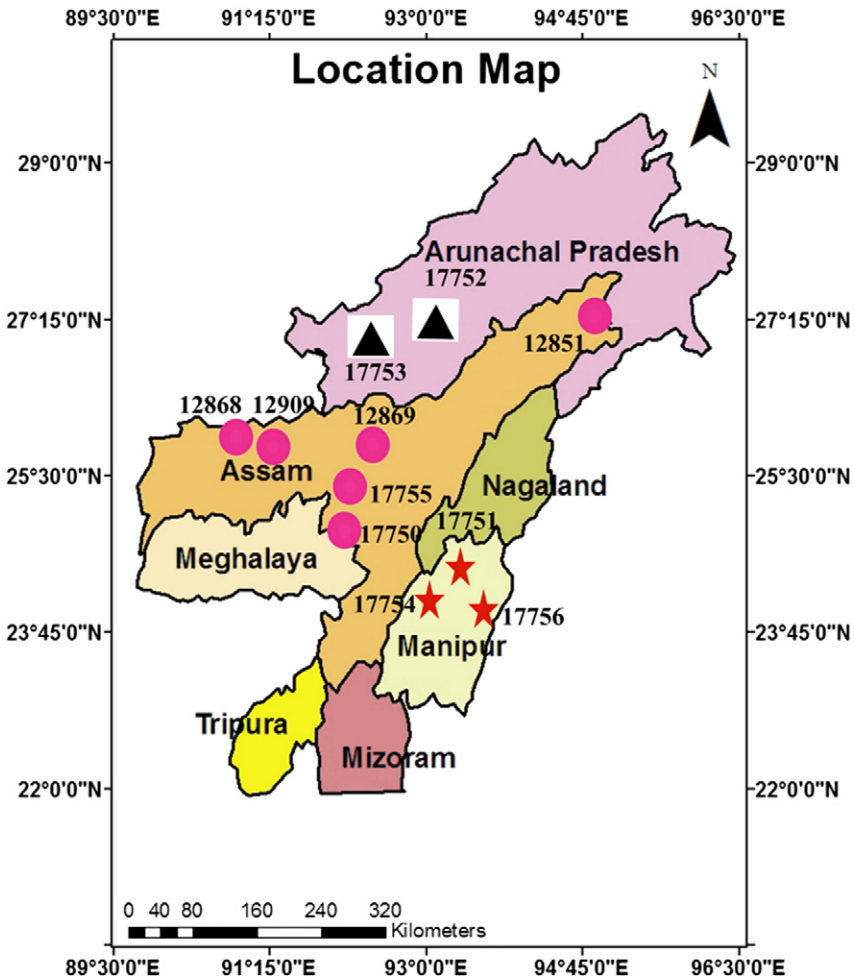 89°30'0"E 91°15'0"E 93°0'0"E 94°45'0"E 96°30'0"E
Location Map
N
29°0'0"N 29°0'0"N
Arunachal Pradesh
17752
27°15'0"N 27°15'0"N
12851
17753
12868 12909 12869
Assam
25°30'0"N 25°30'0"N
Nagaland
17755
17751
17750
Meghalaya
17754
17756
23°45'0"N 23°45'0"N
Manipur
Tripura
Mizoram
22°0'0"N 22°0'0"N
0 40 80 160 240 320
Kilometers
89°30'0"E 91°15'0"E 93°0'0"E 94°45'0"E 96°30'0"E